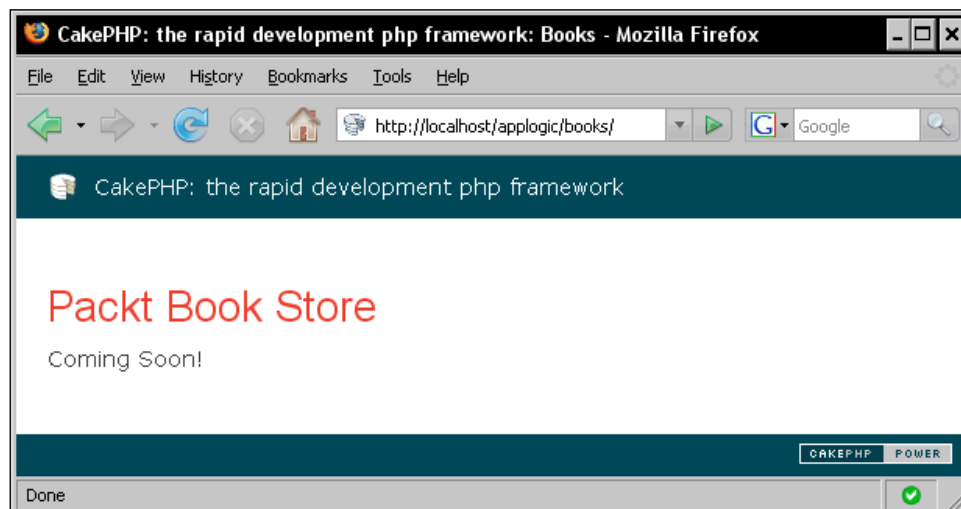 CakePHP: the rapid development php framework: Books - Mozilla Firefox
File Edit View History Bookmarks Tools Help
http://localhost/applogic/books/ G Google
CakePHP: the rapid development php framework
Packt Book Store
Coming Soon!
CAKEPHP POWER
Done